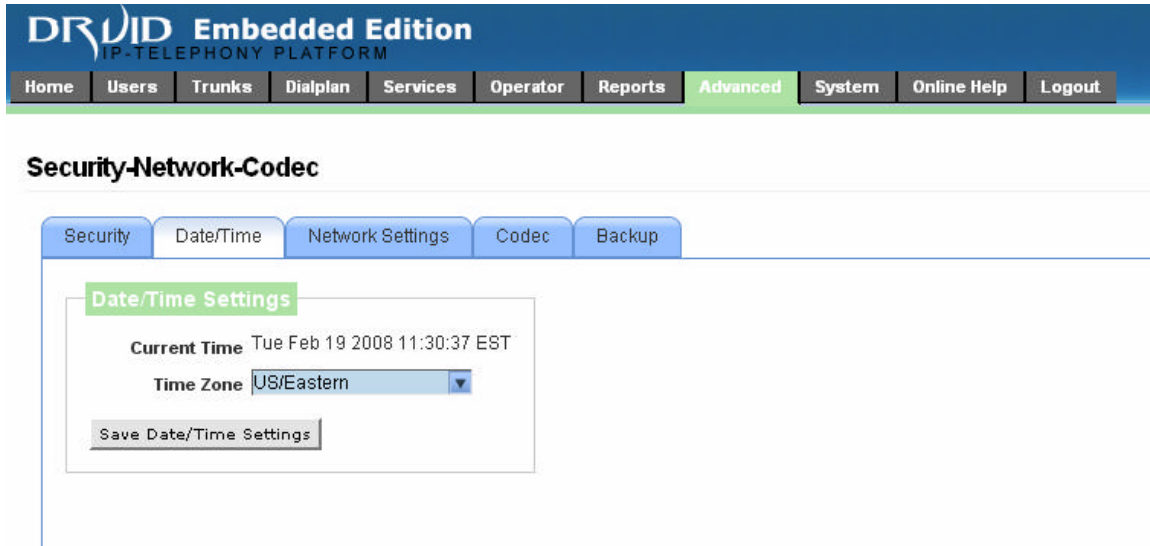 DRUID Embedded Edition
IP-TELEPHONY PLATFORM
Home Users Trunks Dialplan Services Operator Reports Advanced System Online Help Logout
Security-Network-Codec
Security Date/Time Network Settings Codec Backup
Date/Time Settings
Current Time Tue Feb 19 2008 11:30:37 EST
Time Zone US/Eastern
Save Date/Time Settings